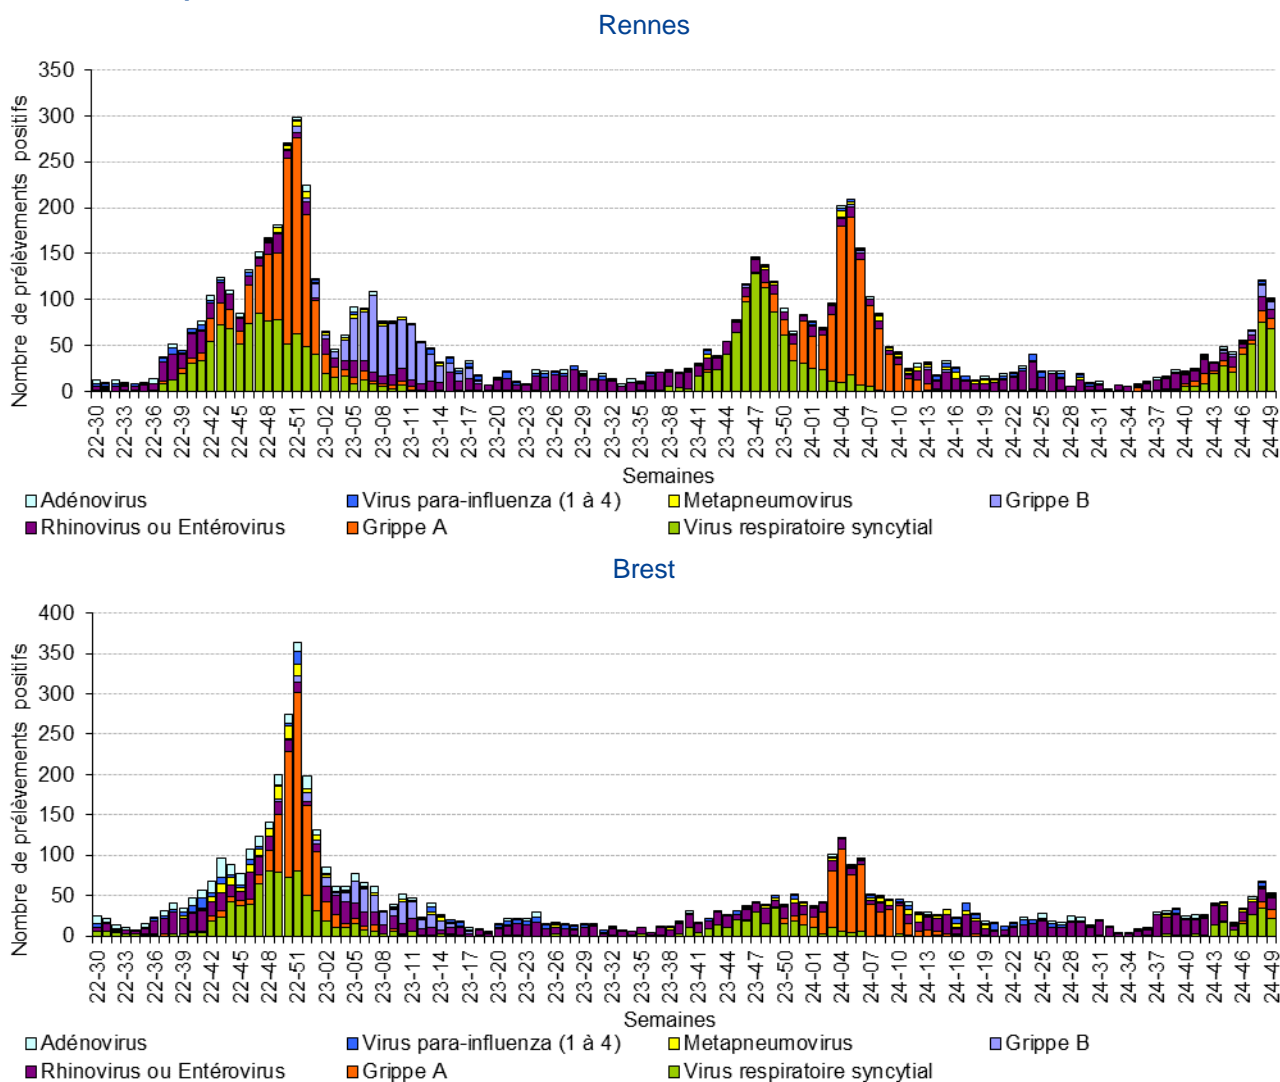 Rennes
Nombre de prélèvements positifs
350
300
250
200
150
100
50
0
22-30 22-33 22-36 22-39 22-42 22-45 22-48 22-51 23-02 23-05 23-08 23-11 23-14 23-17 23-20 23-23 23-26 23-29 23-32 23-35 23-38 23-41 23-44 23-47 23-50 24-01 24-04 24-07 24-10 24-13 24-16 24-19 24-22 24-25 24-28 24-31 24-34 24-37 24-40 24-43 24-46 24-49
Semaines
Adénovirus Virus para-influenza (1 à 4) Metapneumovirus Grippe B
Rhinovirus ou Entérovirus Grippe A Virus respiratoire syncytial
Brest
Nombre de prélèvements positifs
400
350
300
250
200
150
100
50
0
22-30 22-33 22-36 22-39 22-42 22-45 22-48 22-51 23-02 23-05 23-08 23-11 23-14 23-17 23-20 23-23 23-26 23-29 23-32 23-35 23-38 23-41 23-44 23-47 23-50 24-01 24-04 24-07 24-10 24-13 24-16 24-19 24-22 24-25 24-28 24-31 24-34 24-37 24-40 24-43 24-46 24-49
Semaines
Adénovirus Virus para-influenza (1 à 4) Metapneumovirus Grippe B
Rhinovirus ou Entérovirus Grippe A Virus respiratoire syncytial